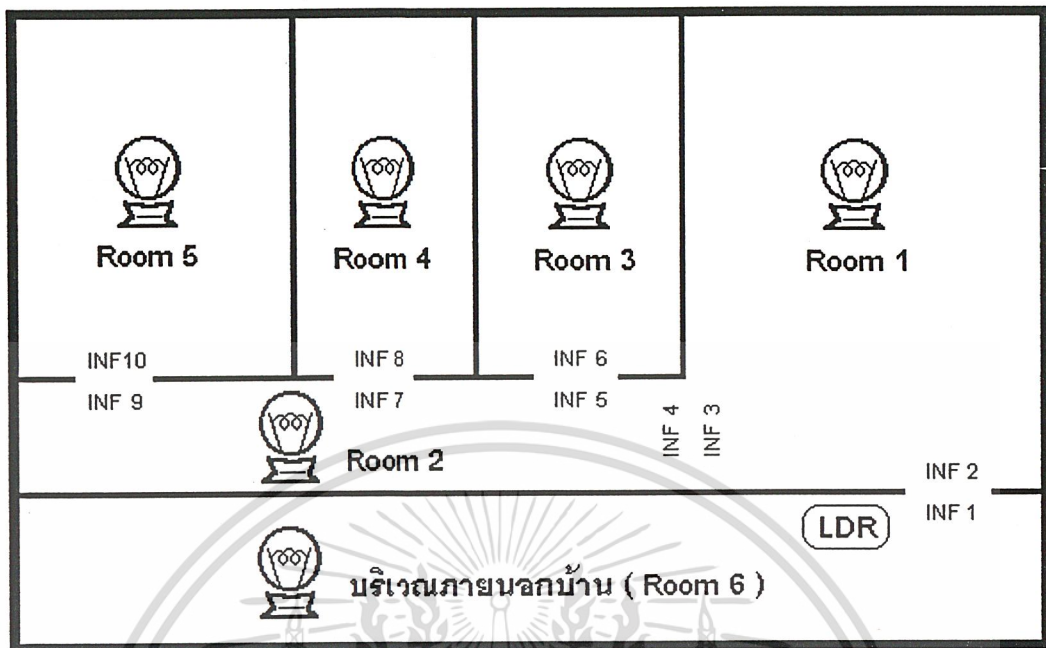 Room 5
Room 4
Room 3
Room 1
INF10
INF 8
INF 6
INF 9
INF 7
INF 5
INF 4
INF 3
Room 2
INF 2
INF 1
LDR
บริเวณภายนอกบ้าน ( Room 6 )